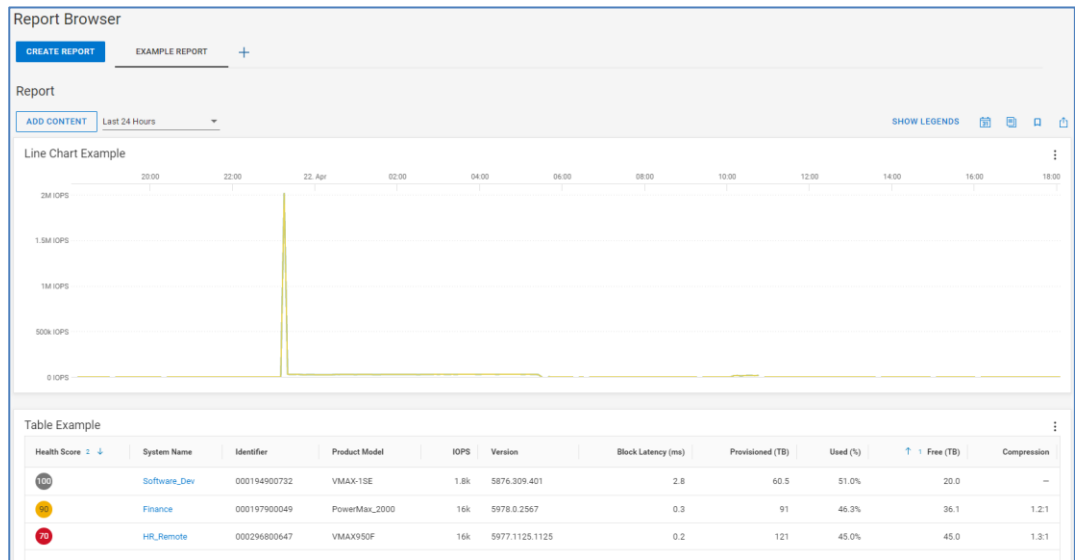 Report Browser
CREATE REPORT EXAMPLE REPORT +
Report
ADD CONTENT Last 24 Hours SHOW LEGENDS
Line Chart Example
20:00 22:00 22. Apr 02:00 04:00 06:00 08:00 10:00 12:00 14:00 16:00 18:00
2M IOPS
1.5M IOPS
1M IOPS
500k IOPS
0 IOPS
Table Example
Health Score 2 ↓ System Name Identifier Product Model IOPS Version Block Latency (ms) Provisioned (TB) Used (%) ↑ 1 Free (TB) Compression
100 Software_Dev 000194900732 VMAX-1SE 1.8k 5876.309.401 2.8 60.5 51.0% 20.0 –
90 Finance 000197900049 PowerMax_2000 16k 5978.0.2567 0.3 91 46.3% 36.1 1.2:1
70 HR_Remote 000296800647 VMAX950F 16k 5977.1125.1125 0.2 121 45.0% 45.0 1.3:1